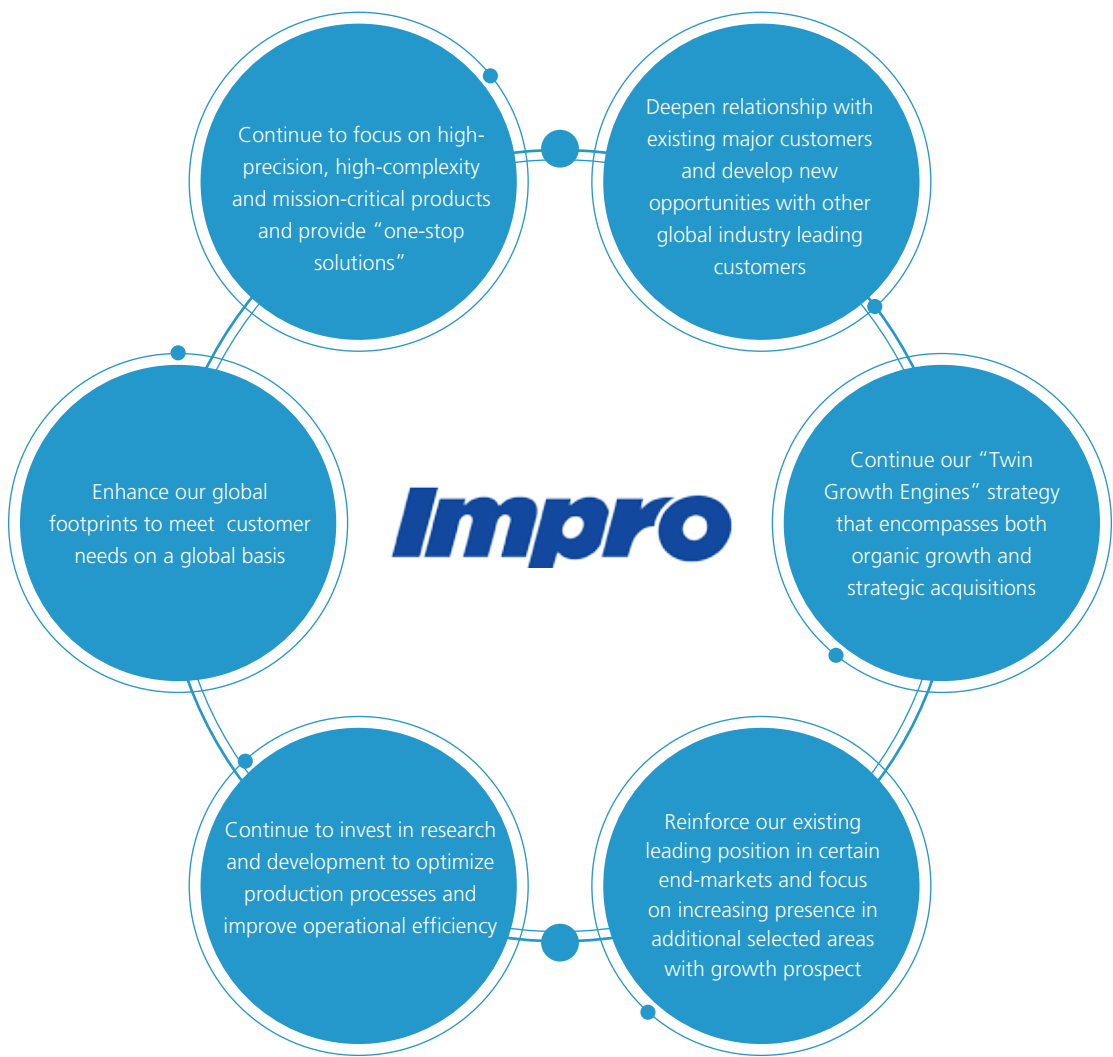 Continue to focus on high-
precision, high-complexity
and mission-critical products
and provide “one-stop
solutions”
Deepen relationship with
existing major customers
and develop new
opportunities with other
global industry leading
customers
Enhance our global
footprints to meet customer
needs on a global basis
Impro
Continue our “Twin
Growth Engines” strategy
that encompasses both
organic growth and
strategic acquisitions
Continue to invest in research
and development to optimize
production processes and
improve operational efficiency
Reinforce our existing
leading position in certain
end-markets and focus
on increasing presence in
additional selected areas
with growth prospect